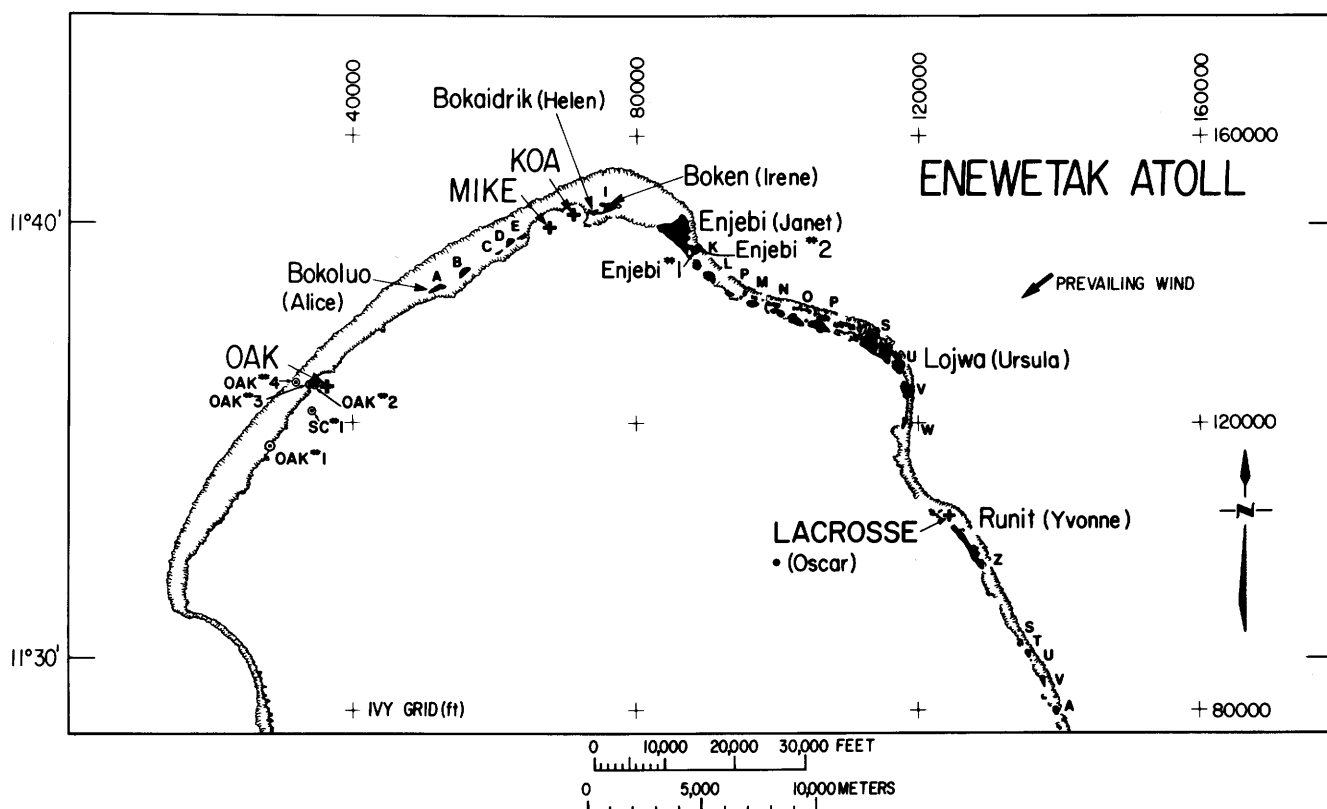 40000
80000
120000
160000
160000
Bokaidrik (Helen)
KOA
MIKE
I
Boken (Irene)
ENEWETAK ATOLL
11°40'
Enjebi (Janet)
E
D
C
B
A
K
Enjebi #2
Enjebi #1
L
P
M
N
O
P
S
Bokoluo
(Alice)
PREVAILING WIND
OAK
OAK #4
OAK #3
OAK #2
SC #1
OAK #1
Lojwa (Ursula)
U
V
W
120000
N
LACROSSE
Runit (Yvonne)
• (Oscar)
Z
S
T
U
V
A
11°30'
IVY GRID (ft)
80000
0 10,000 20,000 30,000 FEET
0 5,000 10,000 METERS